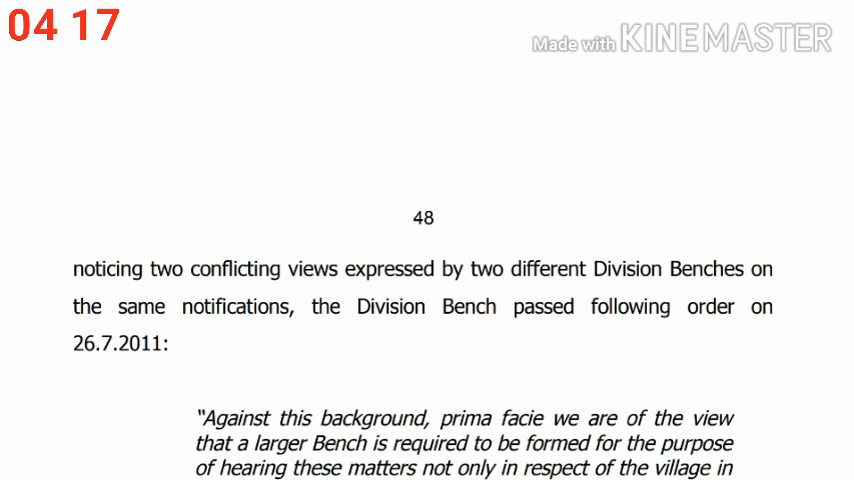 04 17
Made with KINEMASTER
48
noticing two conflicting views expressed by two different Division Benches on
the same notifications, the Division Bench passed following order on
26.7.2011:
“Against this background, prima facie we are of the view
that a larger Bench is required to be formed for the purpose
of hearing these matters not only in respect of the village in